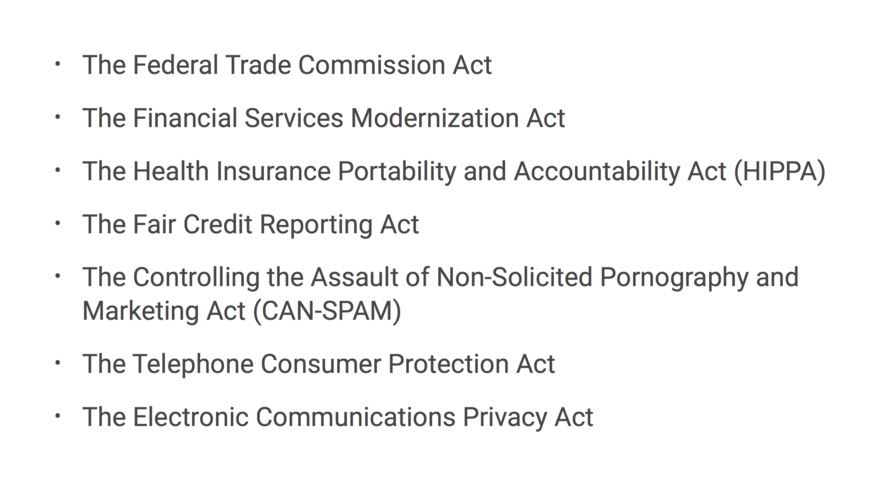 • The Federal Trade Commission Act
• The Financial Services Modernization Act
• The Health Insurance Portability and Accountability Act (HIPPA)
• The Fair Credit Reporting Act
• The Controlling the Assault of Non-Solicited Pornography and
Marketing Act (CAN-SPAM)
• The Telephone Consumer Protection Act
• The Electronic Communications Privacy Act